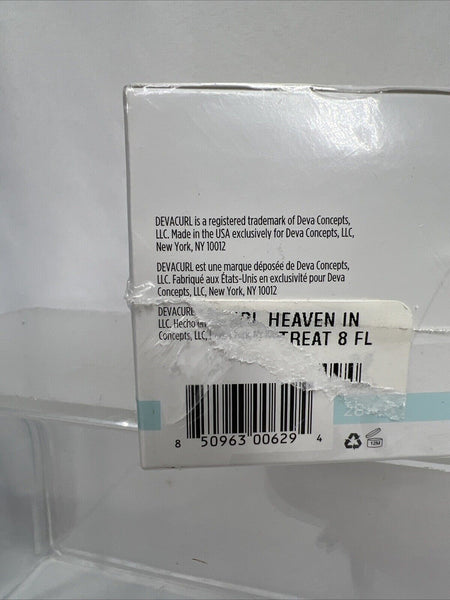 DEVACURL is a registered trademark of Deva Concepts,
LLC. Made in the USA exclusively for Deva Concepts, LLC,
New York, NY 10012
DEVACURL est une marque déposée de Deva Concepts,
LLC. Fabriqué aux États-Unis en exclusivité pour Deva
Concepts, LLC, New York, NY 10012
DEVACURL
LLC. Hecho
Concepts, LLC,
HEAVEN IN
TREAT 8 FL
8 50963 00629 4
12M